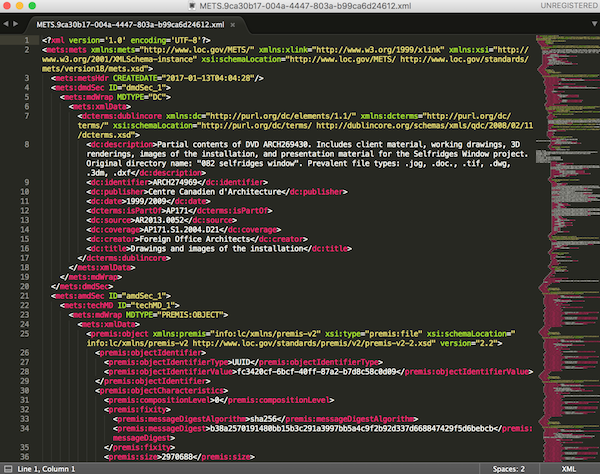 METS.9ca30b17-004a-4447-803a-b99ca6d24612.xml
UNREGISTERED
METS.9ca30b17-004a-4447-803a-b99ca6d24612.xml ×
1 <?xml version='1.0' encoding='UTF-8'?>
2 <mets:mets xmlns:mets="http://www.loc.gov/METS/" xmlns:xlink="http://www.w3.org/1999/xlink" xmlns:xsi="http://
www.w3.org/2001/XMLSchema-instance" xsi:schemaLocation="http://www.loc.gov/METS/ http://www.loc.gov/standards/
mets/version18/mets.xsd">
3 <mets:metsHdr CREATEDATE="2017-01-13T04:04:28"/>
4 <mets:dmdSec ID="dmdSec_1">
5 <mets:mdWrap MDTYPE="DC">
6 <mets:xmlData>
7 <dcterms:dublincore xmlns:dc="http://purl.org/dc/elements/1.1/" xmlns:dcterms="http://purl.org/dc/
terms/" xsi:schemaLocation="http://purl.org/dc/terms/ http://dublincore.org/schemas/xmls/qdc/2008/02/11
/dcterms.xsd">
8 <dc:description>Partial contents of DVD ARCH269430. Includes client material, working drawings, 3D
renderings, images of the installation, and presentation material for the Selfridges Window project.
Original directory name: "082 selfridges window". Prevalent file types: .jog, .doc., .tif, .dwg,
.3dm, .dxf</dc:description>
9 <dc:identifier>ARCH274969</dc:identifier>
10 <dc:publisher>Centre Canadien d'Architecture</dc:publisher>
11 <dc:date>1999/2009</dc:date>
12 <dcterms:isPartOf>AP171</dcterms:isPartOf>
13 <dc:source>AR2013.0052</dc:source>
14 <dc:coverage>AP171.S1.2004.D21</dc:coverage>
15 <dc:creator>Foreign Office Architects</dc:creator>
16 <dc:title>Drawings and images of the installation</dc:title>
17 </dcterms:dublincore>
18 </mets:xmlData>
19 </mets:mdWrap>
20 </mets:dmdSec>
21 <mets:amdSec ID="amdSec_1">
22 <mets:techMD ID="techMD_1">
23 <mets:mdWrap MDTYPE="PREMIS:OBJECT">
24 <mets:xmlData>
25 <premis:object xmlns:premis="info:lc/xmlns/premis-v2" xsi:type="premis:file" xsi:schemaLocation="
info:lc/xmlns/premis-v2 http://www.loc.gov/standards/premis/v2/premis-v2-2.xsd" version="2.2">
26 <premis:objectIdentifier>
27 <premis:objectIdentifierType>UUID</premis:objectIdentifierType>
28 <premis:objectIdentifierValue>fc3420cf-6bcf-40ff-87a2-b7d8c58c0d09</premis:objectIdentifierValue>
29 </premis:objectIdentifier>
30 <premis:objectCharacteristics>
31 <premis:compositionLevel>0</premis:compositionLevel>
32 <premis:fixity>
33 <premis:messageDigestAlgorithm>sha256</premis:messageDigestAlgorithm>
34 <premis:messageDigest>b38a2570191480bb15b3c291a3997bb5a4c9f2b92d337d668847429f5d6bebcb</premis:
messageDigest>
35 </premis:fixity>
36 <premis:size>2970688</premis:size>
Line 1, Column 1
Spaces: 2
XML